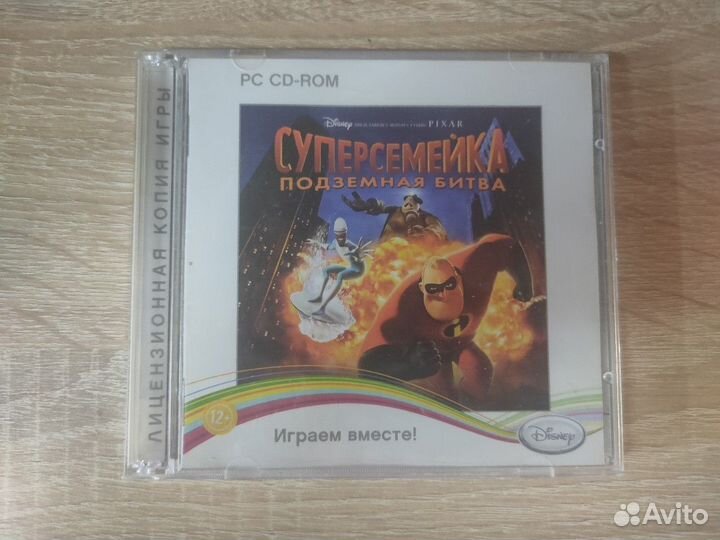 PC CD-ROM
ЛИЦЕНЗИОННАЯ КОПИЯ ИГРЫ
Disney
PIXAR
СУПЕРСЕМЕЙКА
ПОДЗЕМНАЯ БИТВА
12+
Играем вместе!
Disney
Avito